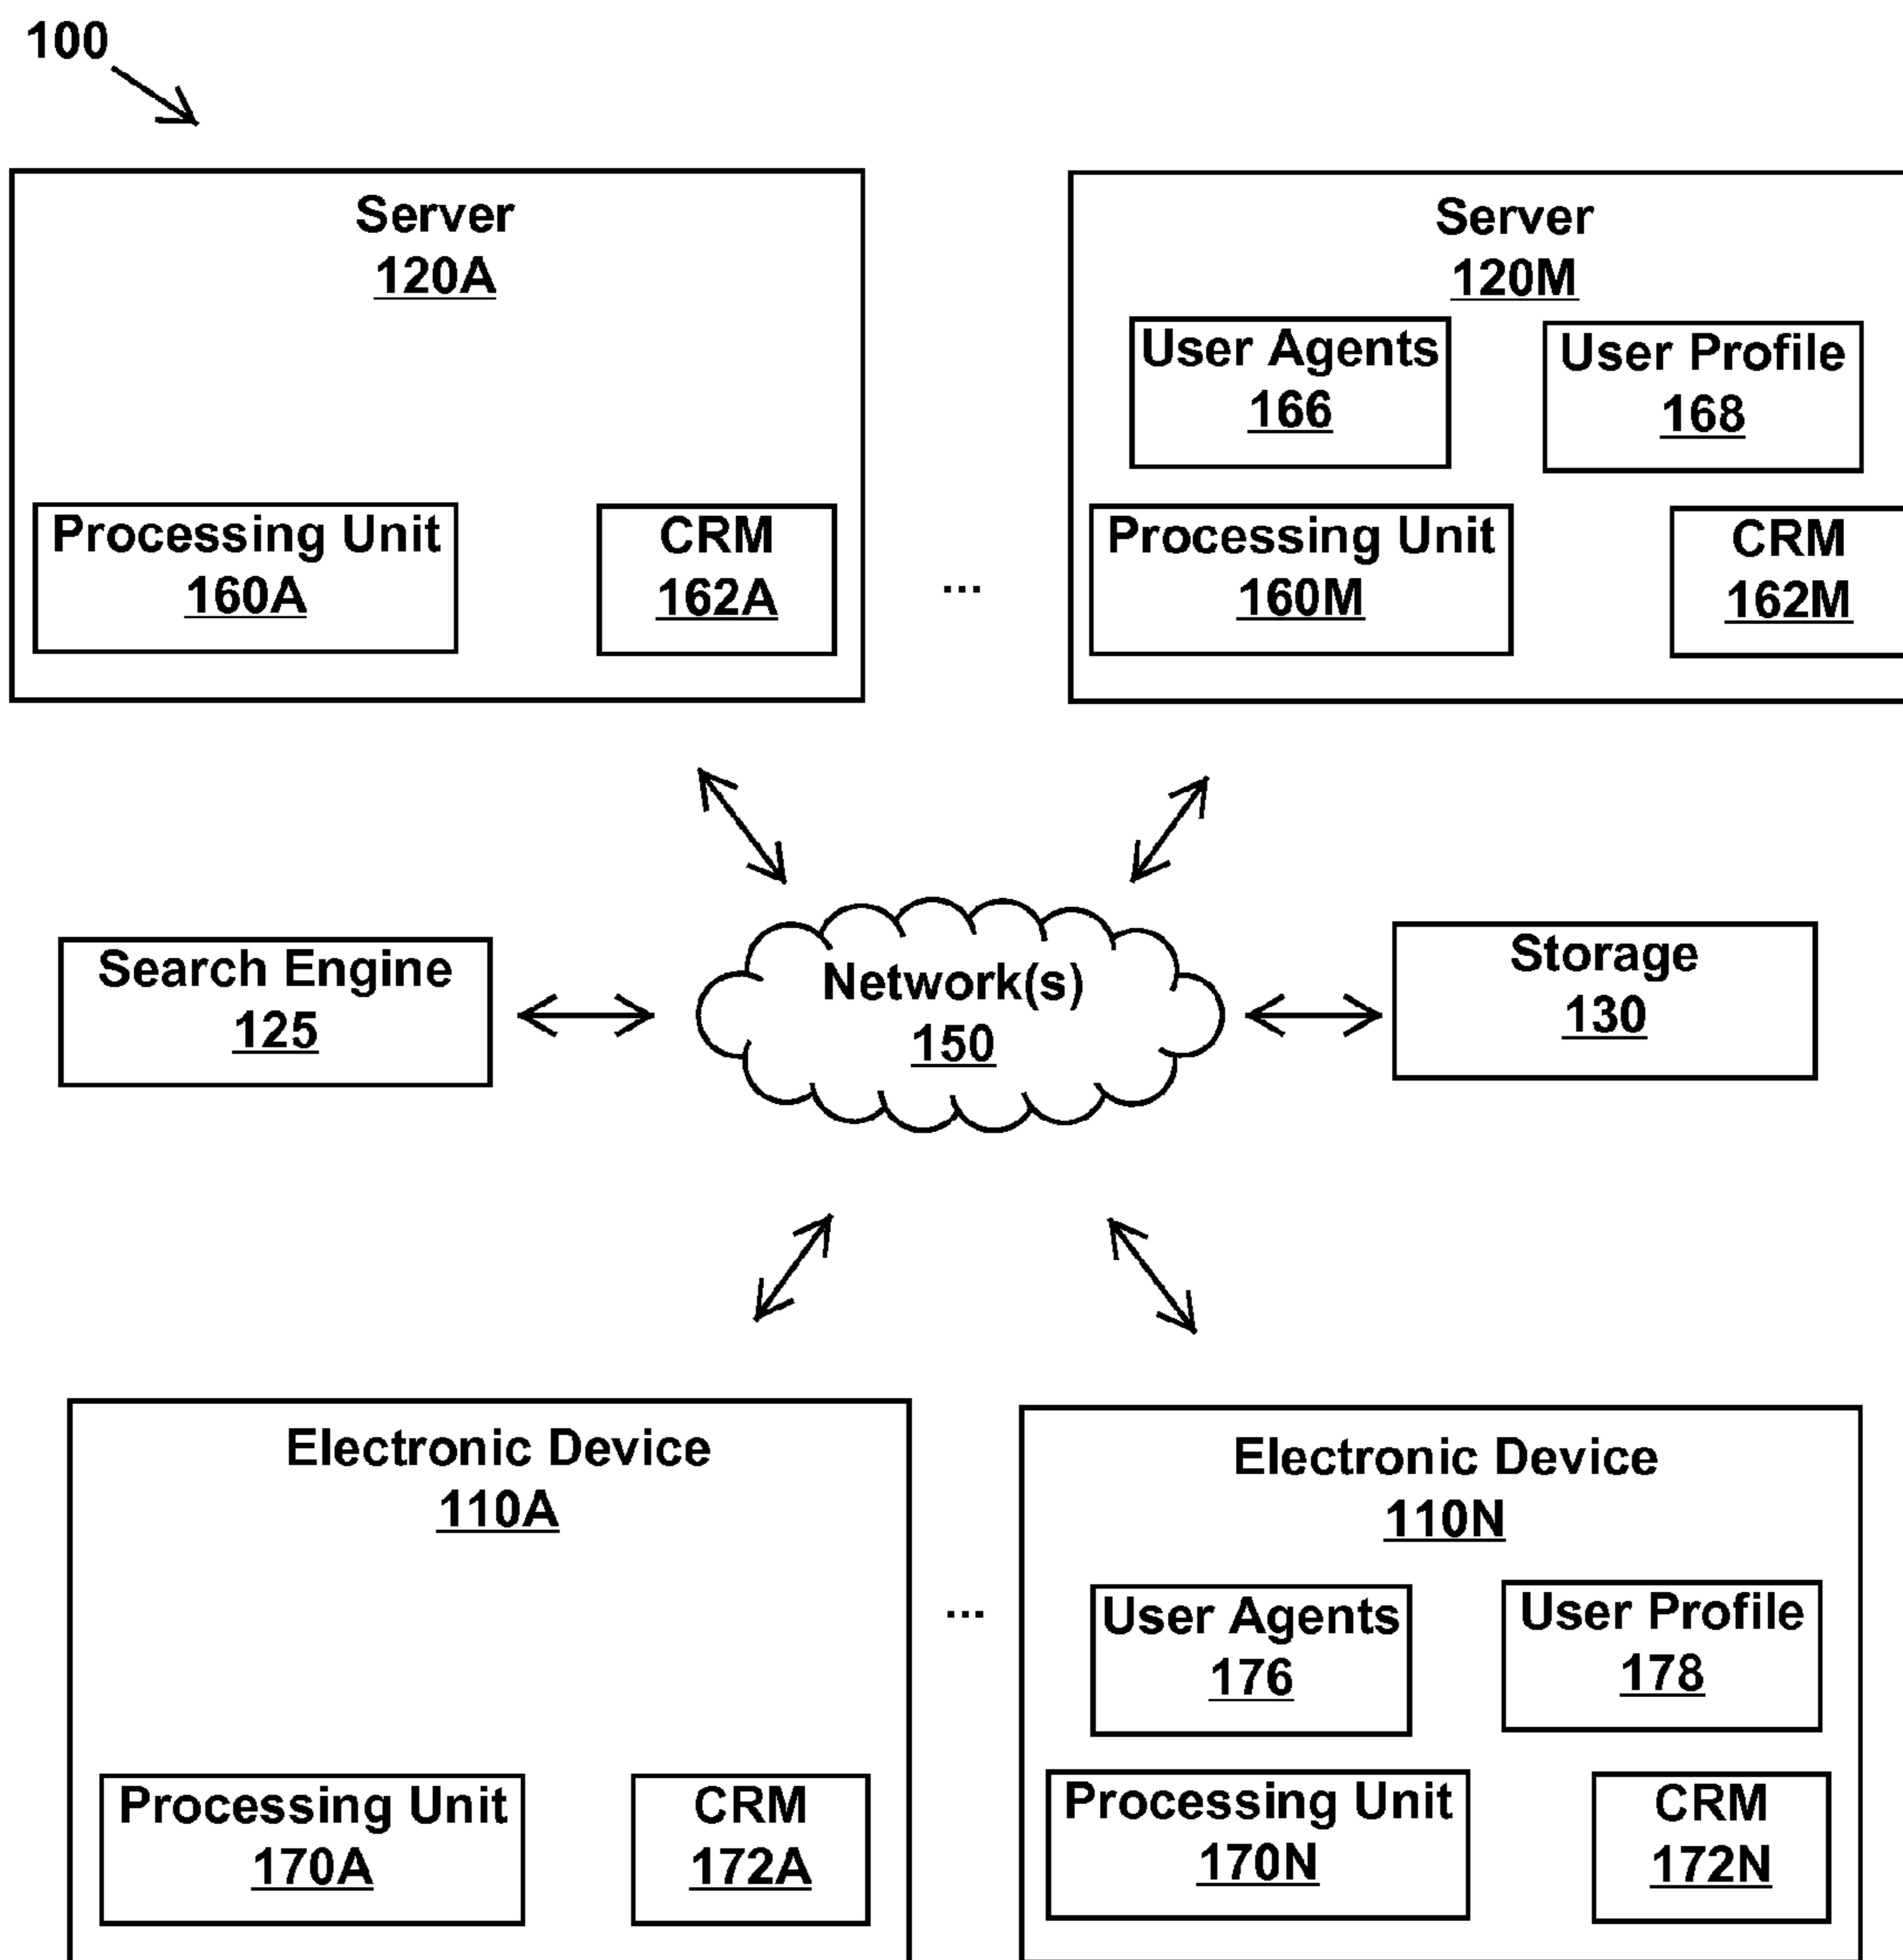 100
Server
120A
Processing Unit
160A
CRM
162A
...
Server
120M
User Agents
166
User Profile
168
Processing Unit
160M
CRM
162M
Search Engine
125
Network(s)
150
Storage
130
Electronic Device
110A
Processing Unit
170A
CRM
172A
...
Electronic Device
110N
User Agents
176
User Profile
178
Processing Unit
170N
CRM
172N